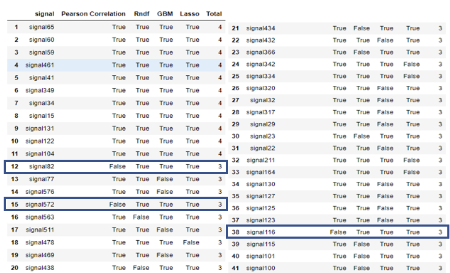 signal Pearson Correlation Rndf GBM Lasso Total
1 signal65 True True True True 4
2 signal60 True True True True 4
3 signal59 True True True True 4
4 signal461 True True True True 4
5 signal41 True True True True 4
6 signal349 True True True True 4
7 signal34 True True True True 4
8 signal15 True True True True 4
9 signal131 True True True True 4
10 signal122 True True True True 4
11 signal104 True True True True 4
12 signal82 False True True True 3
13 signal77 True True False True 3
14 signal576 True True False True 3
15 signal572 False True True True 3
16 signal563 True False True True 3
17 signal511 True True False True 3
18 signal478 True True True False 3
19 signal469 True True False True 3
20 signal438 True False True True 3
21 signal434 True False True True 3
22 signal432 True True False True 3
23 signal366 True False True True 3
24 signal342 True True True False 3
25 signal334 True True True False 3
26 signal320 True True False True 3
27 signal32 True True False True 3
28 signal317 True True False True 3
29 signal29 True True False True 3
30 signal23 True False True True 3
31 signal22 True True False True 3
32 signal211 True True True False 3
33 signal164 True True False True 3
34 signal130 True True False True 3
35 signal127 True True False True 3
36 signal125 True True False True 3
37 signal123 True True False True 3
38 signal116 False True True True 3
39 signal115 True True False True 3
40 signal101 True True False True 3
41 signal100 True True False True 3